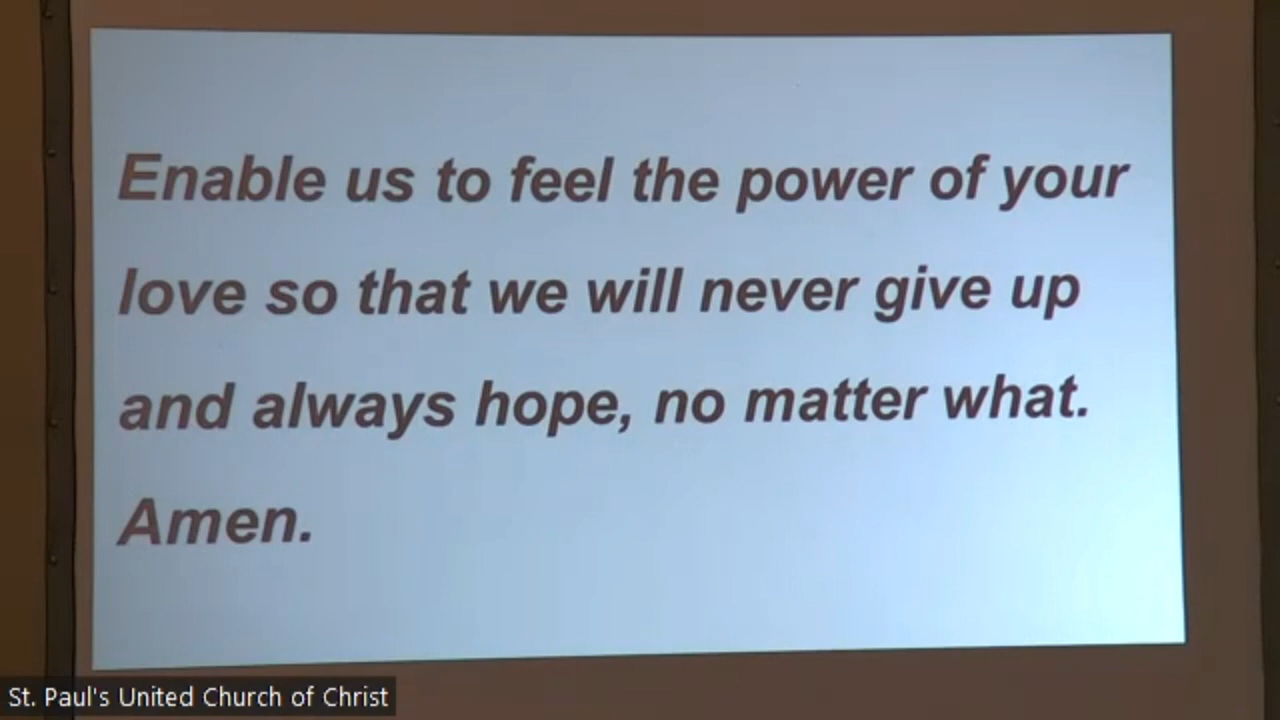 Enable us to feel the power of your
love so that we will never give up
and always hope, no matter what.
Amen.
St. Paul's United Church of Christ